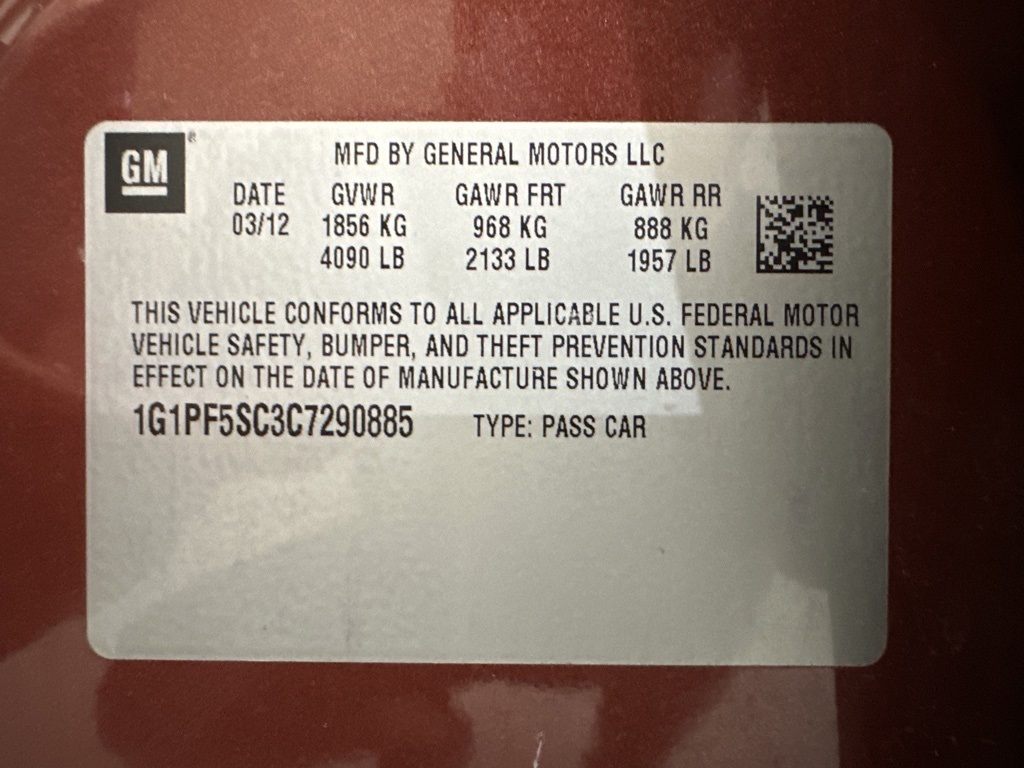 GM®
MFD BY GENERAL MOTORS LLC
DATE GVWR GAWR FRT GAWR RR
03/12 1856 KG 968 KG 888 KG
4090 LB 2133 LB 1957 LB
THIS VEHICLE CONFORMS TO ALL APPLICABLE U.S. FEDERAL MOTOR
VEHICLE SAFETY, BUMPER, AND THEFT PREVENTION STANDARDS IN
EFFECT ON THE DATE OF MANUFACTURE SHOWN ABOVE.
1G1PF5SC3C7290885 TYPE: PASS CAR